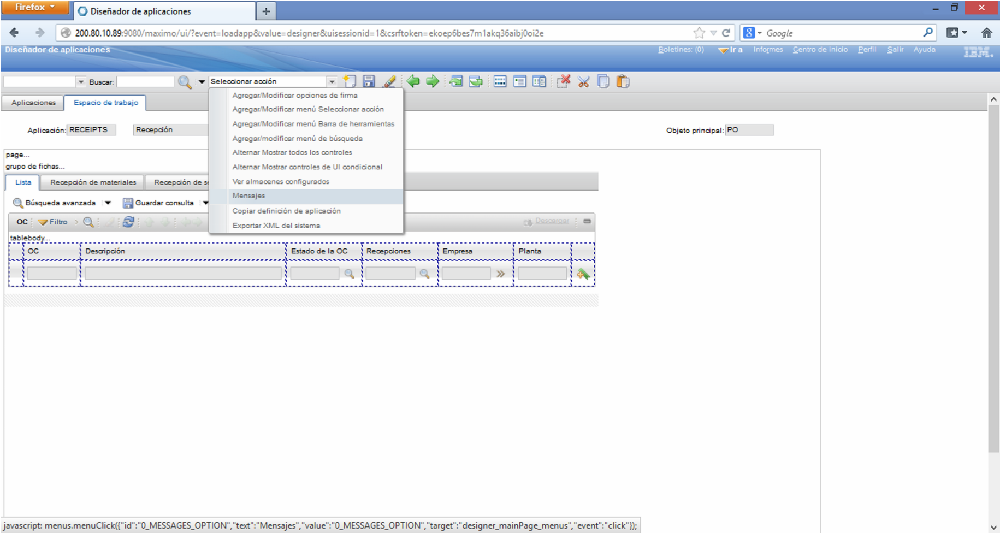 Firefox
Diseñador de aplicaciones
200.80.10.89:9080/maximo/ui/?event=loadapp&value=designer&uisessionid=1&csrftoken=ekoep6bes7m1akq36aibj0oi2e
Google
Diseñador de aplicaciones
Boletines: (0) Ir a Informes Centro de inicio Perfil Salir Ayuda IBM.
Buscar: Seleccionar acción
Agregar/Modificar opciones de firma
Agregar/Modificar menú Seleccionar acción
Agregar/Modificar menú Barra de herramientas
Agregar/modificar menú de búsqueda
Alternar Mostrar todos los controles
Alternar Mostrar controles de UI condicional
Ver almacenes configurados
Mensajes
Copiar definición de aplicación
Exportar XML del sistema
Aplicaciones Espacio de trabajo
Aplicación: RECEIPTS Recepción Objeto principal: PO
page...
grupo de fichas...
Lista Recepción de materiales Recepción de se
Búsqueda avanzada Guardar consulta
OC Filtro Descargar
tablebody...
OC Descripción Estado de la OC Recepciones Empresa Planta
javascript: menus.menuClick({"id":"0_MESSAGES_OPTION","text":"Mensajes","value":"0_MESSAGES_OPTION","target":"designer_mainPage_menus","event":"click"});